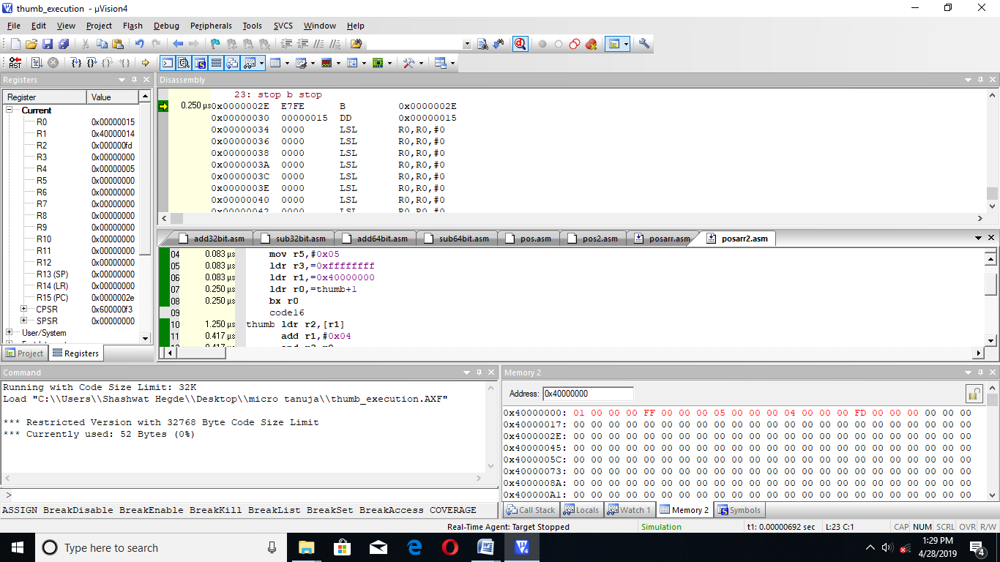 thumb_execution - µVision4
File Edit View Project Flash Debug Peripherals Tools SVCS Window Help
Registers
Register Value
Current
R0 0x00000015
R1 0x40000014
R2 0x000000fd
R3 0x00000000
R4 0x00000005
R5 0x00000000
R6 0x00000000
R7 0x00000000
R8 0x00000000
R9 0x00000000
R10 0x00000000
R11 0x00000000
R12 0x00000000
R13 (SP) 0x00000000
R14 (LR) 0x00000000
R15 (PC) 0x0000002e
CPSR 0x600000f3
SPSR 0x00000000
User/System
Project Registers
Disassembly
23: stop b stop
0.250 µs 0x0000002E E7FE B 0x0000002E
0x00000030 00000015 DD 0x00000015
0x00000034 0000 LSL R0,R0,#0
0x00000036 0000 LSL R0,R0,#0
0x00000038 0000 LSL R0,R0,#0
0x0000003A 0000 LSL R0,R0,#0
0x0000003C 0000 LSL R0,R0,#0
0x0000003E 0000 LSL R0,R0,#0
0x00000040 0000 LSL R0,R0,#0
0x00000042 0000 LSL R0,R0,#0
add32bit.asm sub32bit.asm add64bit.asm sub64bit.asm pos.asm pos2.asm posarr.asm posarr2.asm
04 0.083 µs mov r5,#0x05
05 0.083 µs ldr r3,=0xffffffff
06 0.083 µs ldr r1,=0x40000000
07 0.250 µs ldr r0,=thumb+1
08 0.250 µs bx r0
09 code16
10 1.250 µs thumb ldr r2,[r1]
11 0.417 µs add r1,#0x04
Command
Running with Code Size Limit: 32K
Load "C:\\Users\\Shashwat Hegde\\Desktop\\micro tanuja\\thumb_execution.AXF"
*** Restricted Version with 32768 Byte Code Size Limit
*** Currently used: 52 Bytes (0%)
>
ASSIGN BreakDisable BreakEnable BreakKill BreakList BreakSet BreakAccess COVERAGE
Memory 2
Address: 0x40000000
0x40000000: 01 00 00 00 FF 00 00 00 05 00 00 00 04 00 00 00 FD 00 00 00 00 00 00
0x40000017: 00 00 00 00 00 00 00 00 00 00 00 00 00 00 00 00 00 00 00 00 00 00 00
0x4000002E: 00 00 00 00 00 00 00 00 00 00 00 00 00 00 00 00 00 00 00 00 00 00 00
0x40000045: 00 00 00 00 00 00 00 00 00 00 00 00 00 00 00 00 00 00 00 00 00 00 00
0x4000005C: 00 00 00 00 00 00 00 00 00 00 00 00 00 00 00 00 00 00 00 00 00 00 00
0x40000073: 00 00 00 00 00 00 00 00 00 00 00 00 00 00 00 00 00 00 00 00 00 00 00
0x4000008A: 00 00 00 00 00 00 00 00 00 00 00 00 00 00 00 00 00 00 00 00 00 00 00
0x400000A1: 00 00 00 00 00 00 00 00 00 00 00 00 00 00 00 00 00 00 00 00 00 00 00
Call Stack Locals Watch 1 Memory 2 Symbols
Real-Time Agent: Target Stopped Simulation t1: 0.00000692 sec L:23 C:1 CAP NUM SCRL OVR R/W
Type here to search
1:29 PM
4/28/2019
4